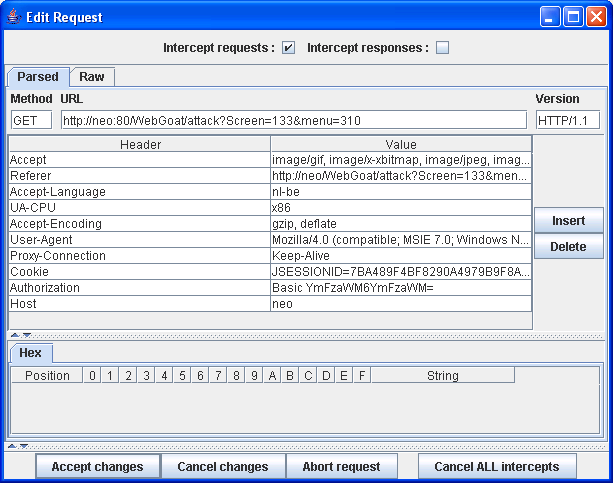 Edit Request
Intercept requests : Intercept responses :
Parsed Raw
Method URL Version
GET http://neo:80/WebGoat/attack?Screen=133&menu=310 HTTP/1.1
Header Value
Accept image/gif, image/x-xbitmap, image/jpeg, imag...
Referer http://neo/WebGoat/attack?Screen=133&men...
Accept-Language nl-be
UA-CPU x86
Accept-Encoding gzip, deflate
User-Agent Mozilla/4.0 (compatible; MSIE 7.0; Windows N...
Proxy-Connection Keep-Alive
Cookie JSESSIONID=7BA489F4BF8290A4979B9F8A...
Authorization Basic YmFzaWM6YmFzaWM=
Host neo
Insert
Delete
Hex
Position 0 1 2 3 4 5 6 7 8 9 A B C D E F String
Accept changes Cancel changes Abort request Cancel ALL intercepts